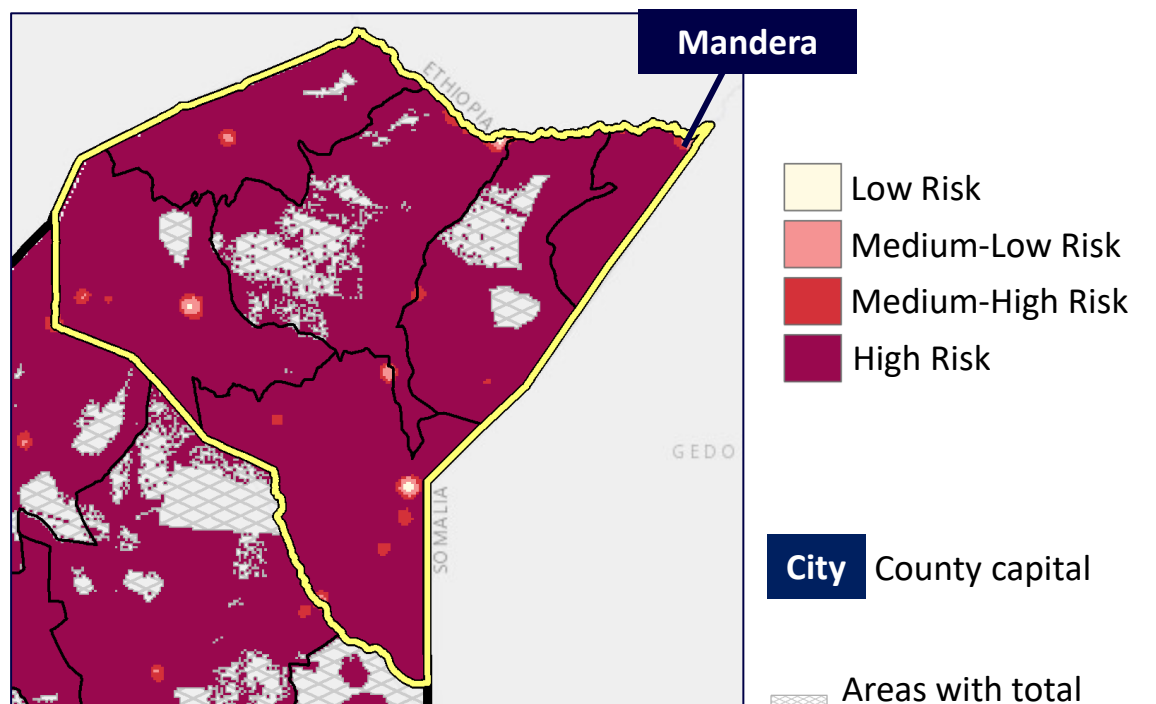 Mandera
ETHIOPIA
Low Risk
Medium-Low Risk
Medium-High Risk
High Risk
GEDO
SOMALIA
City County capital
Areas with total